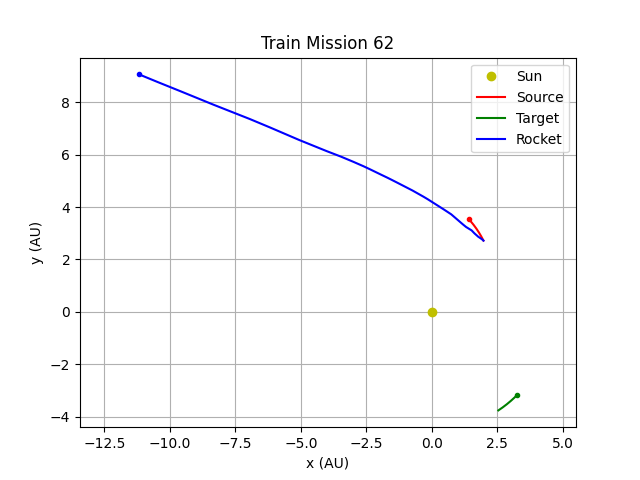 Train Mission 62
Sun
Source
Target
Rocket
y (AU)
8
6
4
2
0
−2
−4
−12.5 −10.0 −7.5 −5.0 −2.5 0.0 2.5 5.0
x (AU)